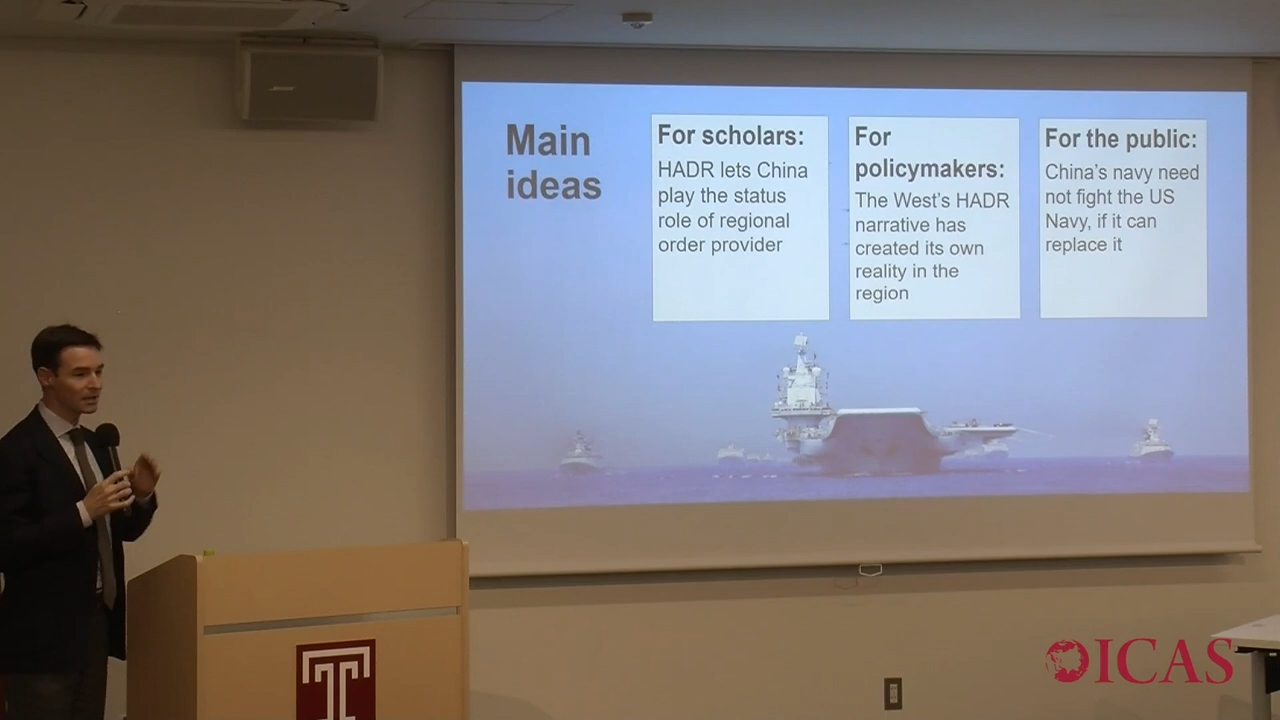 Main
ideas
For scholars:
HADR lets China
play the status
role of regional
order provider
For
policymakers:
The West's HADR
narrative has
created its own
reality in the
region
For the public:
China's navy need
not fight the US
Navy, if it can
replace it
T
ICAS